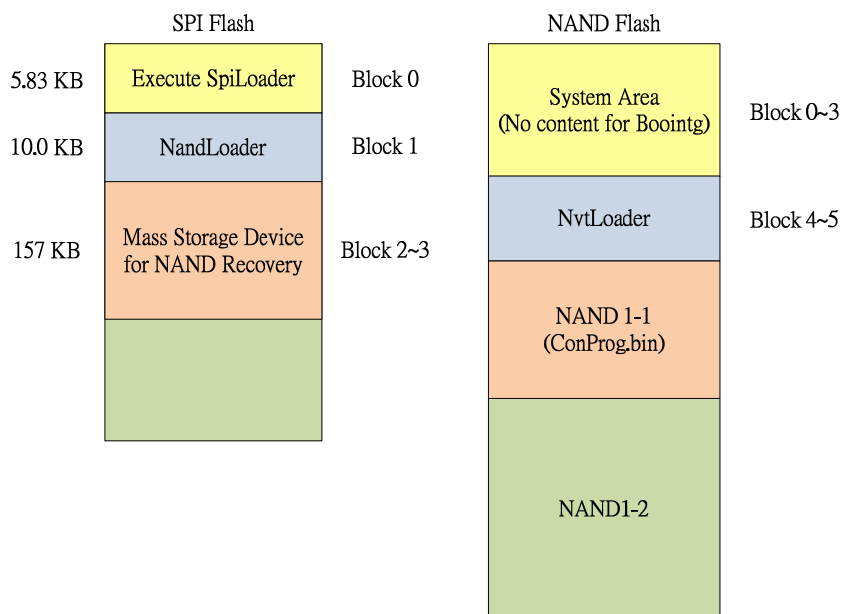 SPI Flash
5.83 KB
Execute SpiLoader
Block 0
10.0 KB
NandLoader
Block 1
157 KB
Mass Storage Device
for NAND Recovery
Block 2~3
NAND Flash
System Area
(No content for Boointg)
Block 0~3
NvtLoader
Block 4~5
NAND 1-1
(ConProg.bin)
NAND1-2